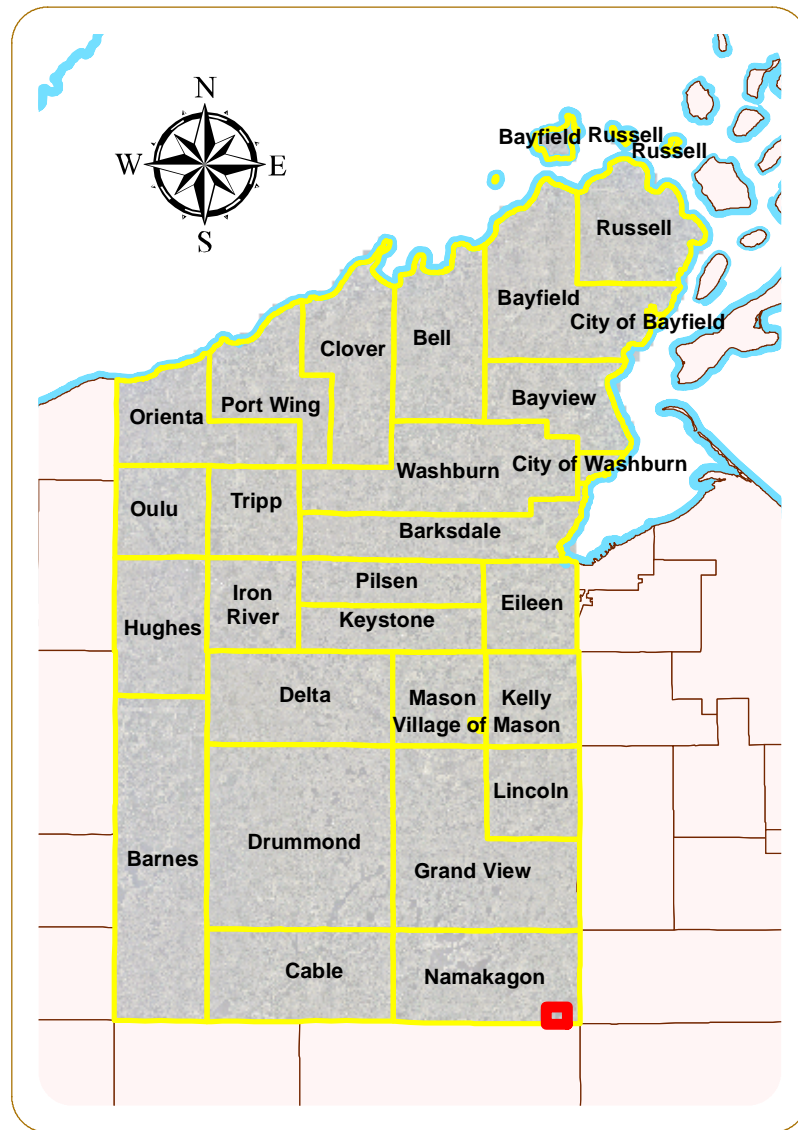 N
W
E
S
Bayfield
Russell
Russell
Russell
Bayfield
City of Bayfield
Bell
Clover
Bayview
Port Wing
Orienta
Washburn
City of Washburn
Oulu
Tripp
Barksdale
Pilsen
Iron
River
Eileen
Keystone
Hughes
Delta
Mason
Kelly
Village of Mason
Lincoln
Drummond
Barnes
Grand View
Cable
Namakagon